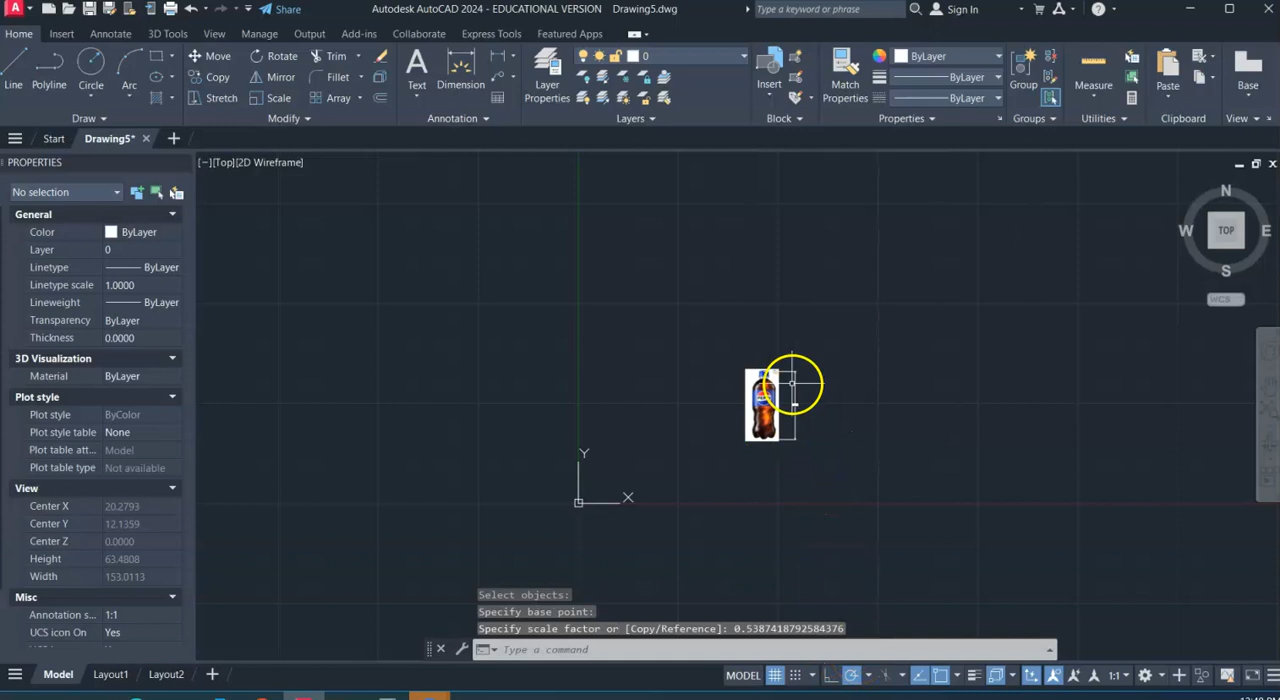 Share
Autodesk AutoCAD 2024 - EDUCATIONAL VERSION Drawing5.dwg
Type a keyword or phrase
Sign In
Home Insert Annotate 3D Tools View Manage Output Add-ins Collaborate Express Tools Featured Apps
Line Polyline Circle Arc
Move Rotate Trim
Copy Mirror Fillet
Stretch Scale Array
Text Dimension
Layer Properties
0
Insert
Match Properties
ByLayer
ByLayer
ByLayer
Group
Measure
Paste
Base
Draw Modify Annotation Layers Block Properties Groups Utilities Clipboard View
Start Drawing5*
PROPERTIES
[−][Top][2D Wireframe]
No selection
General
Color ByLayer
Layer 0
Linetype ByLayer
Linetype scale 1.0000
Lineweight ByLayer
Transparency ByLayer
Thickness 0.0000
3D Visualization
Material ByLayer
Plot style
Plot style ByColor
Plot style table None
Plot table att... Model
Plot table type Not available
View
Center X 20.2793
Center Y 12.1359
Center Z 0.0000
Height 63.4808
Width 153.0113
Misc
Annotation s... 1:1
UCS icon On Yes
N
W TOP E
S
WCS
Y
X
Select objects:
Specify base point:
Specify scale factor or [Copy/Reference]: 0.5387418792584376
Type a command
Model Layout1 Layout2
MODEL
1:1